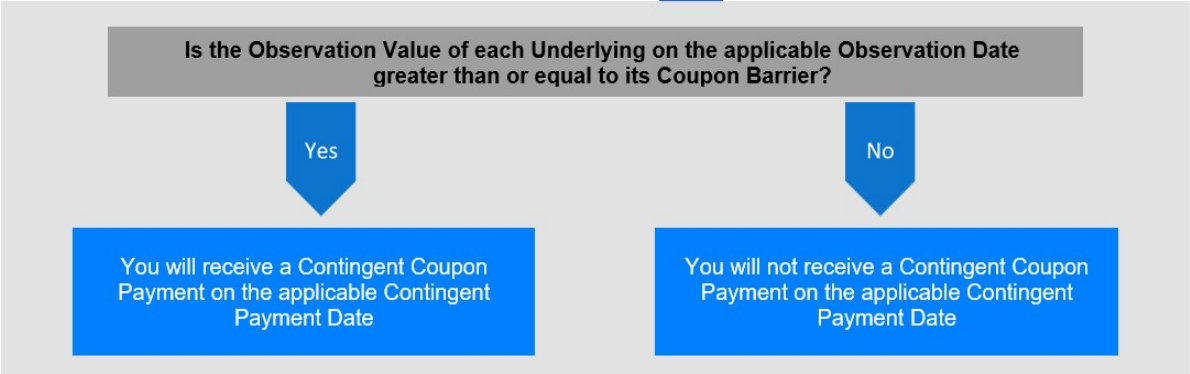 Is the Observation Value of each Underlying on the applicable Observation Date
greater than or equal to its Coupon Barrier?
Yes
No
You will receive a Contingent Coupon
Payment on the applicable Contingent
Payment Date
You will not receive a Contingent Coupon
Payment on the applicable Contingent
Payment Date